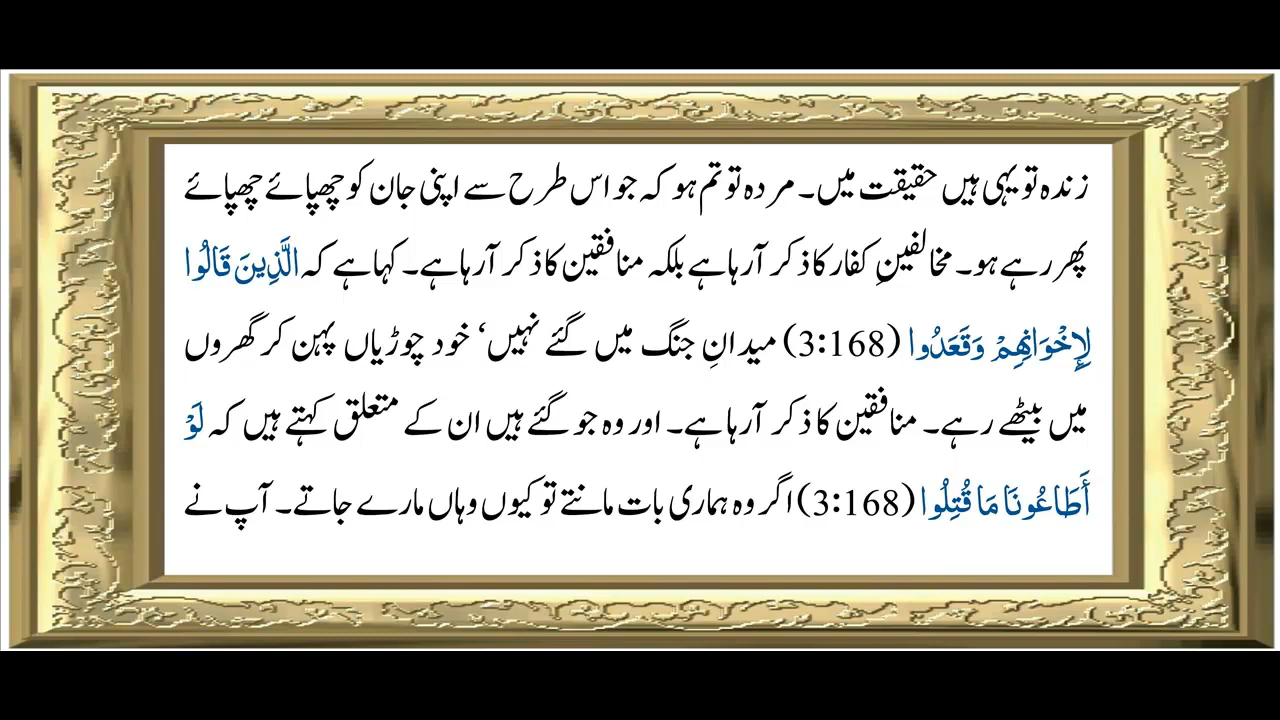 زندہ تو یہی ہیں حقیقت میں۔ مردہ تو تم ہو کہ جو اس طرح سے اپنی جان کو چھپائے چھپائے
پھر رہے ہو۔ مخالفینِ کفار کا ذکر آرہا ہے بلکہ منافقین کا ذکر آرہا ہے۔ کہا ہے کہ الَّذِينَ قَالُوا
لِإِخْوَانِهِمْ وَقَعَدُوا (3:168) میدانِ جنگ میں گئے نہیں‘ خود چوڑیاں پہن کر گھروں
میں بیٹھے رہے۔ منافقین کا ذکر آرہا ہے۔ اور وہ جو گئے ہیں ان کے متعلق کہتے ہیں کہ لَوْ
أَطَاعُونَا مَا قُتِلُوا (3:168) اگر وہ ہماری بات مانتے تو کیوں وہاں مارے جاتے۔ آپ نے